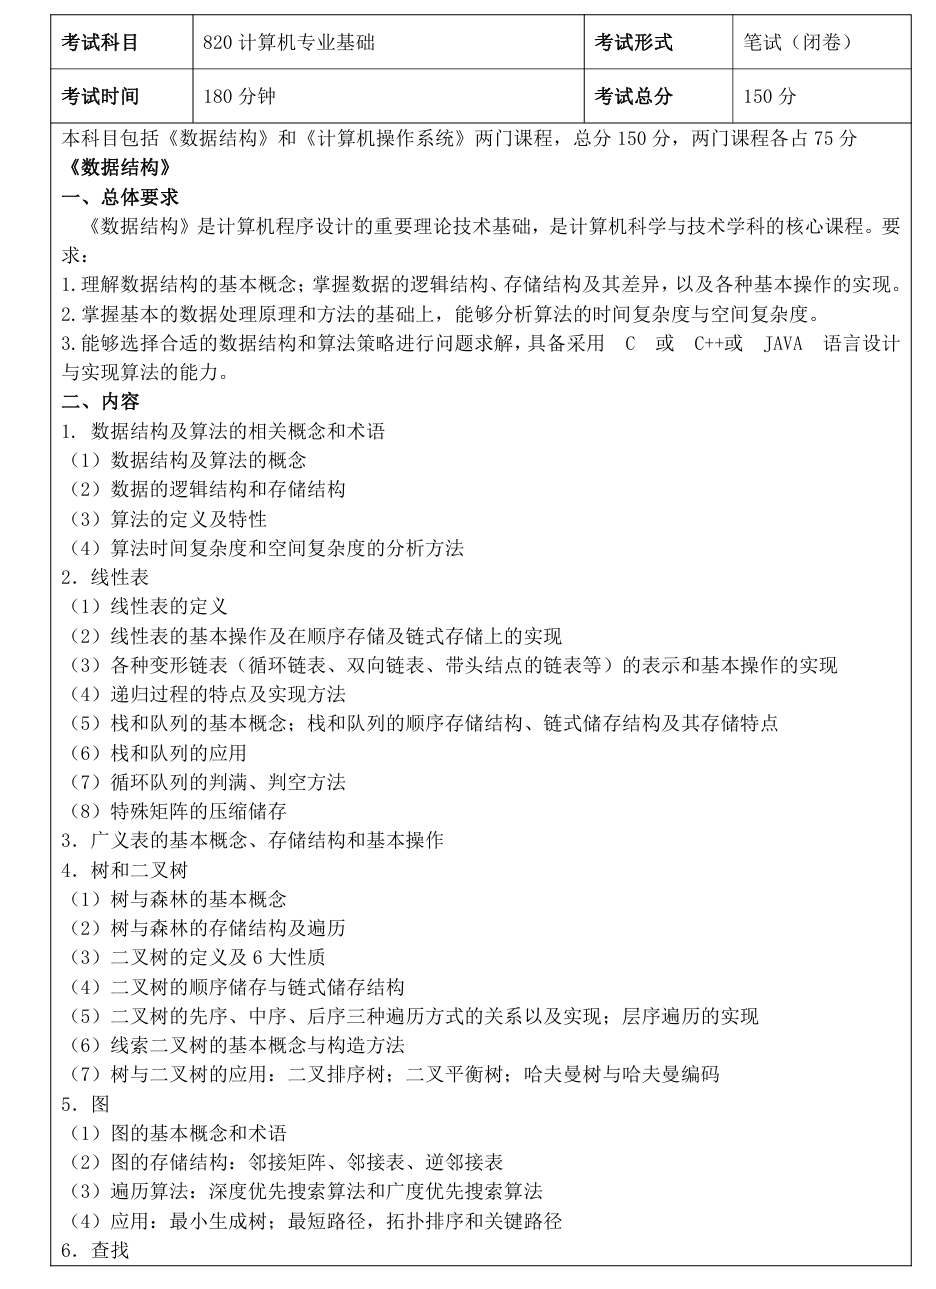 考试科目 820 计算机专业基础 考试形式 笔试（闭卷）
考试时间 180 分钟 考试总分 150 分
本科目包括《数据结构》和《计算机操作系统》两门课程，总分 150 分，两门课程各占 75 分
《数据结构》
一、总体要求
《数据结构》是计算机程序设计的重要理论技术基础，是计算机科学与技术学科的核心课程。要
求：
1.理解数据结构的基本概念；掌握数据的逻辑结构、存储结构及其差异，以及各种基本操作的实现。
2.掌握基本的数据处理原理和方法的基础上，能够分析算法的时间复杂度与空间复杂度。
3.能够选择合适的数据结构和算法策略进行问题求解，具备采用 C 或 C++或 JAVA 语言设计
与实现算法的能力。
二、内容
1. 数据结构及算法的相关概念和术语
（1）数据结构及算法的概念
（2）数据的逻辑结构和存储结构
（3）算法的定义及特性
（4）算法时间复杂度和空间复杂度的分析方法
2．线性表
（1）线性表的定义
（2）线性表的基本操作及在顺序存储及链式存储上的实现
（3）各种变形链表（循环链表、双向链表、带头结点的链表等）的表示和基本操作的实现
（4）递归过程的特点及实现方法
（5）栈和队列的基本概念；栈和队列的顺序存储结构、链式储存结构及其存储特点
（6）栈和队列的应用
（7）循环队列的判满、判空方法
（8）特殊矩阵的压缩储存
3．广义表的基本概念、存储结构和基本操作
4．树和二叉树
（1）树与森林的基本概念
（2）树与森林的存储结构及遍历
（3）二叉树的定义及 6 大性质
（4）二叉树的顺序储存与链式储存结构
（5）二叉树的先序、中序、后序三种遍历方式的关系以及实现；层序遍历的实现
（6）线索二叉树的基本概念与构造方法
（7）树与二叉树的应用：二叉排序树；二叉平衡树；哈夫曼树与哈夫曼编码
5．图
（1）图的基本概念和术语
（2）图的存储结构：邻接矩阵、邻接表、逆邻接表
（3）遍历算法：深度优先搜索算法和广度优先搜索算法
（4）应用：最小生成树；最短路径，拓扑排序和关键路径
6．查找